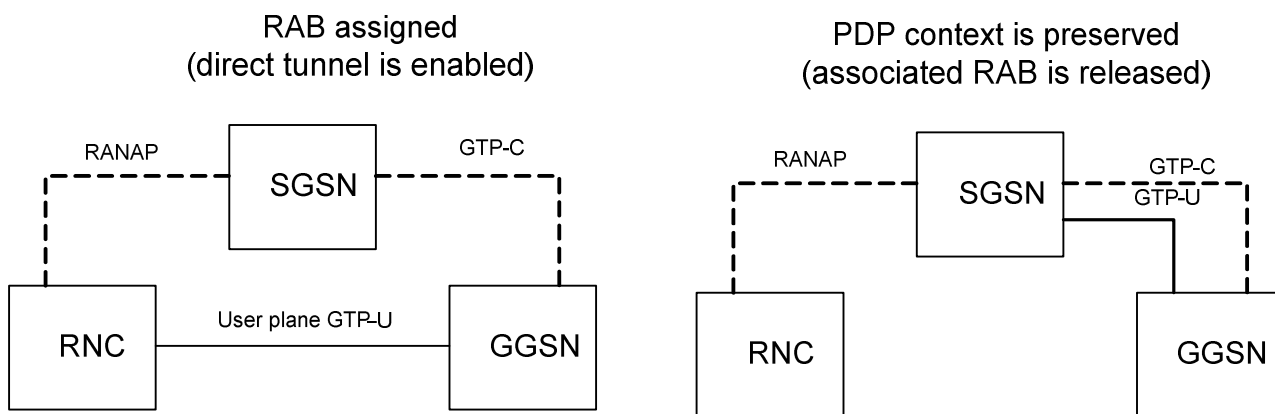 RAB assigned
(direct tunnel is enabled)
RANAP
GTP-C
SGSN
RNC
User plane GTP-U
GGSN
PDP context is preserved
(associated RAB is released)
RANAP
SGSN
GTP-C
GTP-U
RNC
GGSN